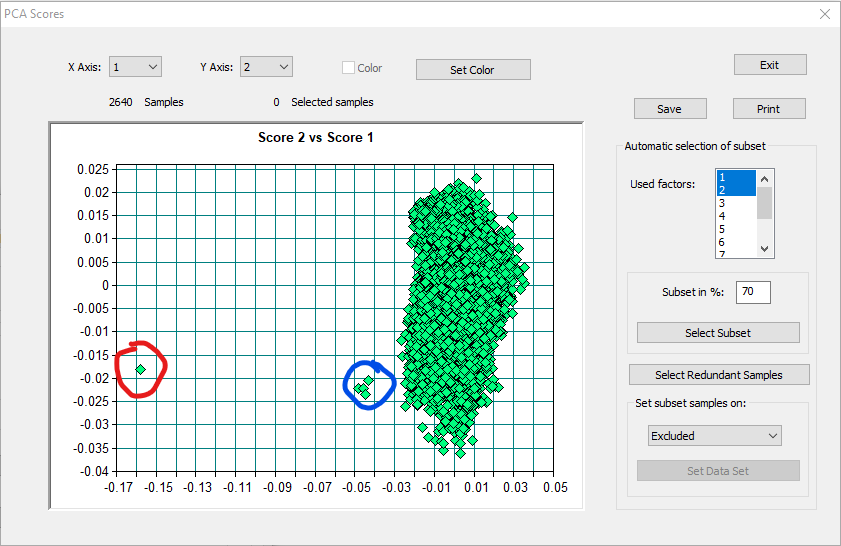 PCA Scores
X Axis: 1 Y Axis: 2 Color Set Color Exit
2640 Samples 0 Selected samples
Save Print
Score 2 vs Score 1
0.025
0.02
0.015
0.01
0.005
0
-0.005
-0.01
-0.015
-0.02
-0.025
-0.03
-0.035
-0.04
-0.17 -0.15 -0.13 -0.11 -0.09 -0.07 -0.05 -0.03 -0.01 0.01 0.03 0.05
Automatic selection of subset
Used factors:
1
2
3
4
5
6
7
Subset in %: 70
Select Subset
Select Redundant Samples
Set subset samples on:
Excluded
Set Data Set